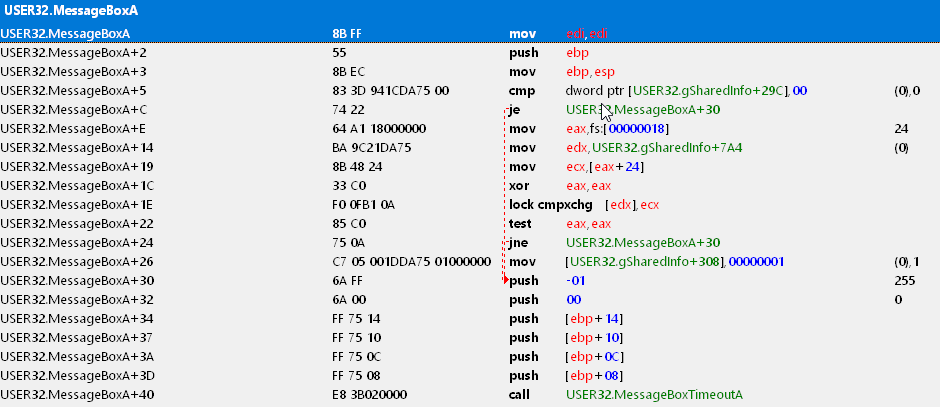 USER32.MessageBoxA
USER32.MessageBoxA 8B FF mov edi,edi
USER32.MessageBoxA+2 55 push ebp
USER32.MessageBoxA+3 8B EC mov ebp,esp
USER32.MessageBoxA+5 83 3D 941CDA75 00 cmp dword ptr [USER32.gSharedInfo+29C],00 (0),0
USER32.MessageBoxA+C 74 22 je USER32.MessageBoxA+30
USER32.MessageBoxA+E 64 A1 18000000 mov eax,fs:[00000018] 24
USER32.MessageBoxA+14 BA 9C21DA75 mov edx,USER32.gSharedInfo+7A4 (0)
USER32.MessageBoxA+19 8B 48 24 mov ecx,[eax+24]
USER32.MessageBoxA+1C 33 C0 xor eax,eax
USER32.MessageBoxA+1E F0 0FB1 0A lock cmpxchg [edx],ecx
USER32.MessageBoxA+22 85 C0 test eax,eax
USER32.MessageBoxA+24 75 0A jne USER32.MessageBoxA+30
USER32.MessageBoxA+26 C7 05 001DDA75 01000000 mov [USER32.gSharedInfo+308],00000001 (0),1
USER32.MessageBoxA+30 6A FF push -01 255
USER32.MessageBoxA+32 6A 00 push 00 0
USER32.MessageBoxA+34 FF 75 14 push [ebp+14]
USER32.MessageBoxA+37 FF 75 10 push [ebp+10]
USER32.MessageBoxA+3A FF 75 0C push [ebp+0C]
USER32.MessageBoxA+3D FF 75 08 push [ebp+08]
USER32.MessageBoxA+40 E8 3B020000 call USER32.MessageBoxTimeoutA